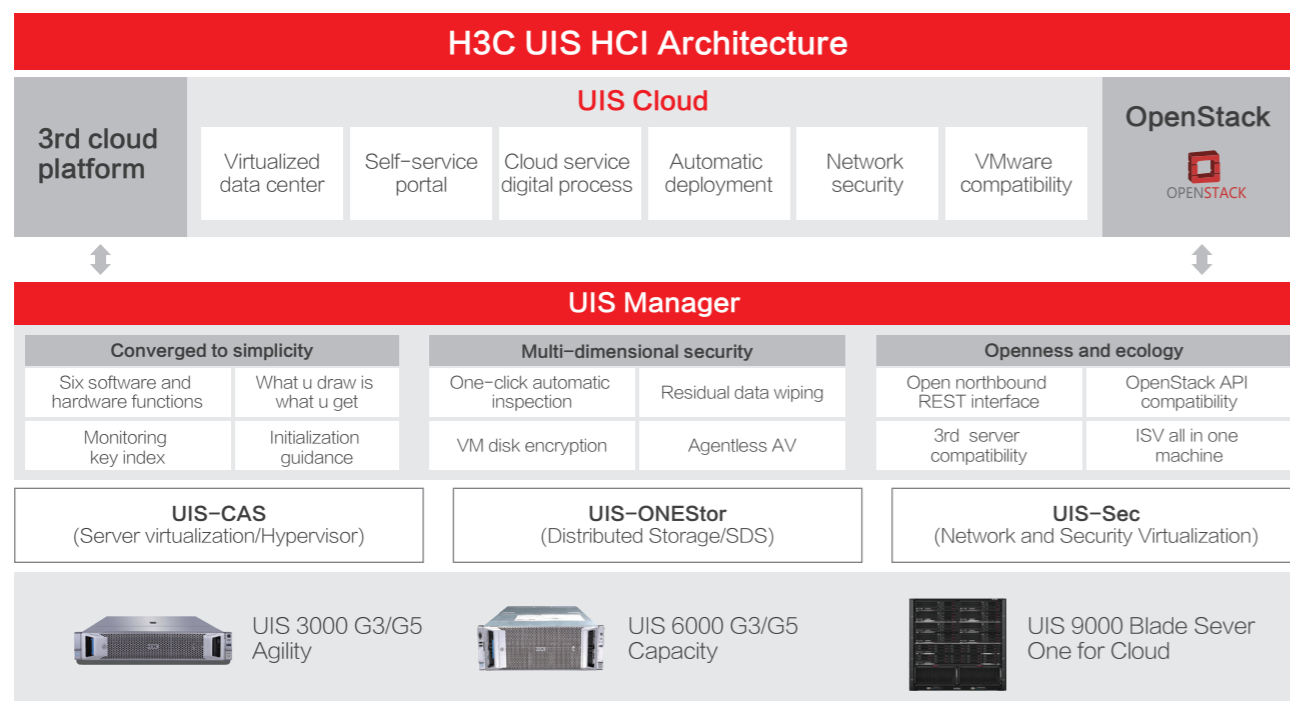 H3C UIS HCI Architecture
3rd cloud
platform
UIS Cloud
Virtualized
data center
Self-service
portal
Cloud service
digital process
Automatic
deployment
Network
security
VMware
compatibility
OpenStack
OPENSTACK
UIS Manager
Converged to simplicity
Six software and
hardware functions
What u draw is
what u get
Monitoring
key index
Initialization
guidance
Multi-dimensional security
One-click automatic
inspection
Residual data wiping
VM disk encryption
Agentless AV
Openness and ecology
Open northbound
REST interface
OpenStack API
compatibility
3rd server
compatibility
ISV all in one
machine
UIS-CAS
(Server virtualization/Hypervisor)
UIS-ONEStor
(Distributed Storage/SDS)
UIS-Sec
(Network and Security Virtualization)
UIS 3000 G3/G5
Agility
UIS 6000 G3/G5
Capacity
UIS 9000 Blade Sever
One for Cloud